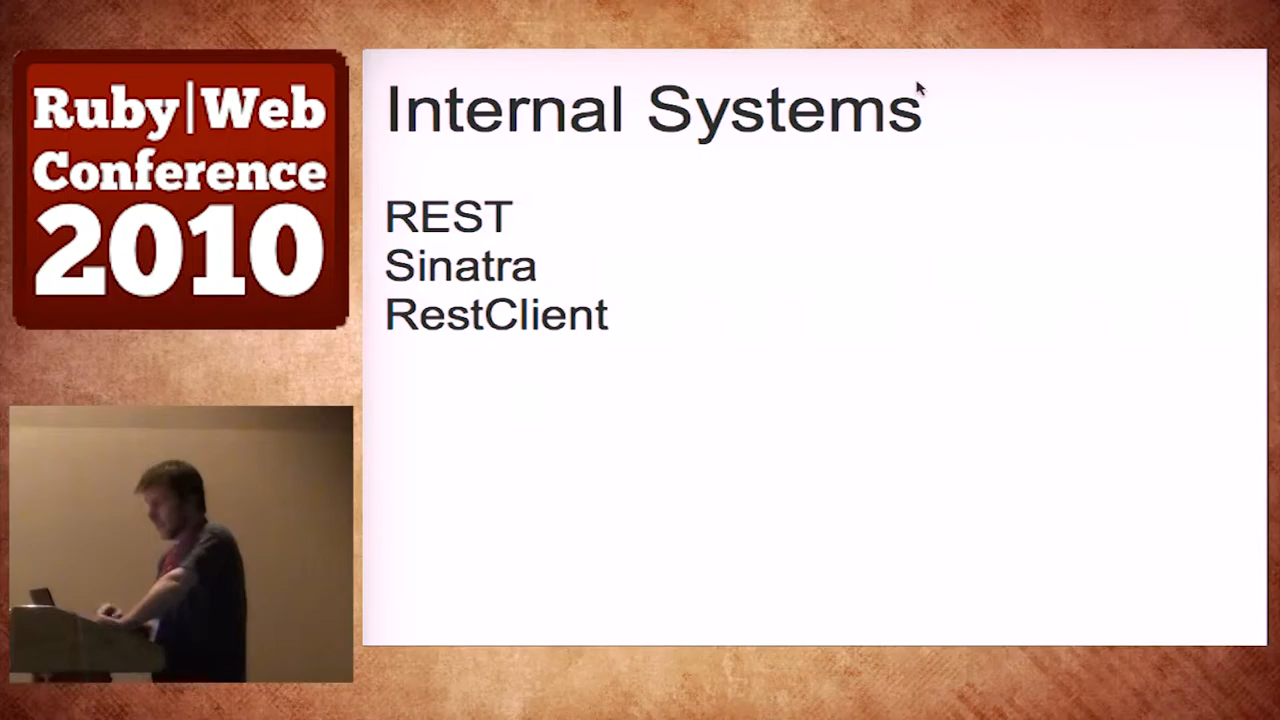 Ruby|Web
Conference
2010
Internal Systems
REST
Sinatra
RestClient